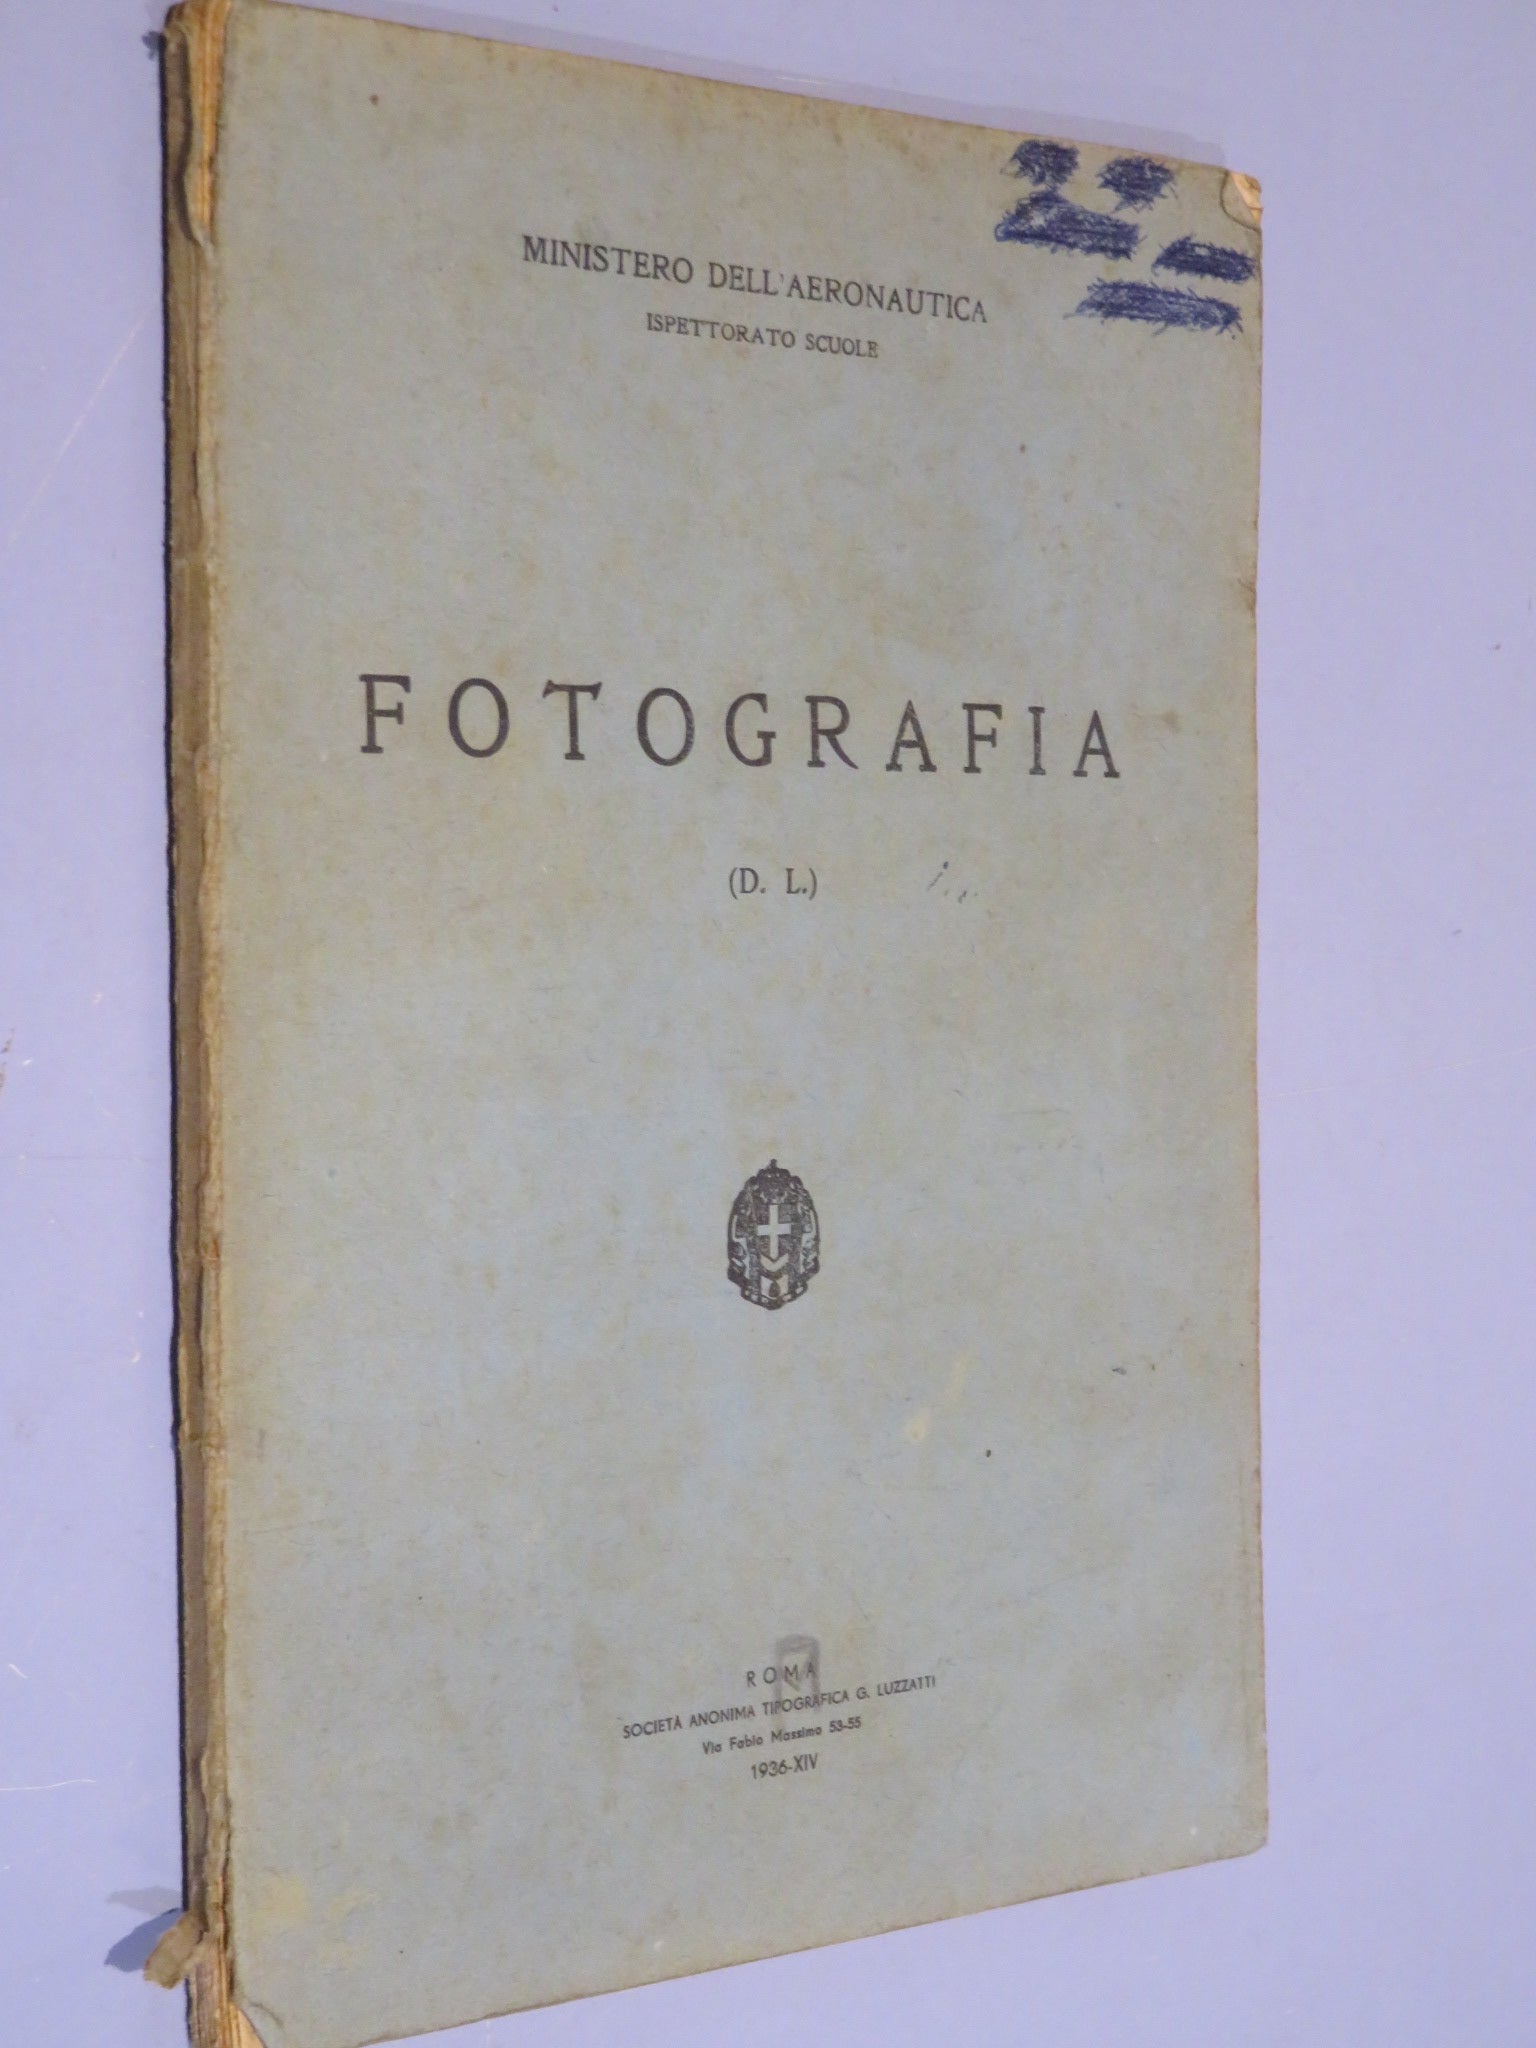 MINISTERO DELL'AERONAUTICA
ISPETTORATO SCUOLE
FOTOGRAFIA
(D. L.)
ROMA
SOCIETÀ ANONIMA TIPOGRAFICA G. LUZZATTI
Via Fabio Massimo 53-55
1936-XIV